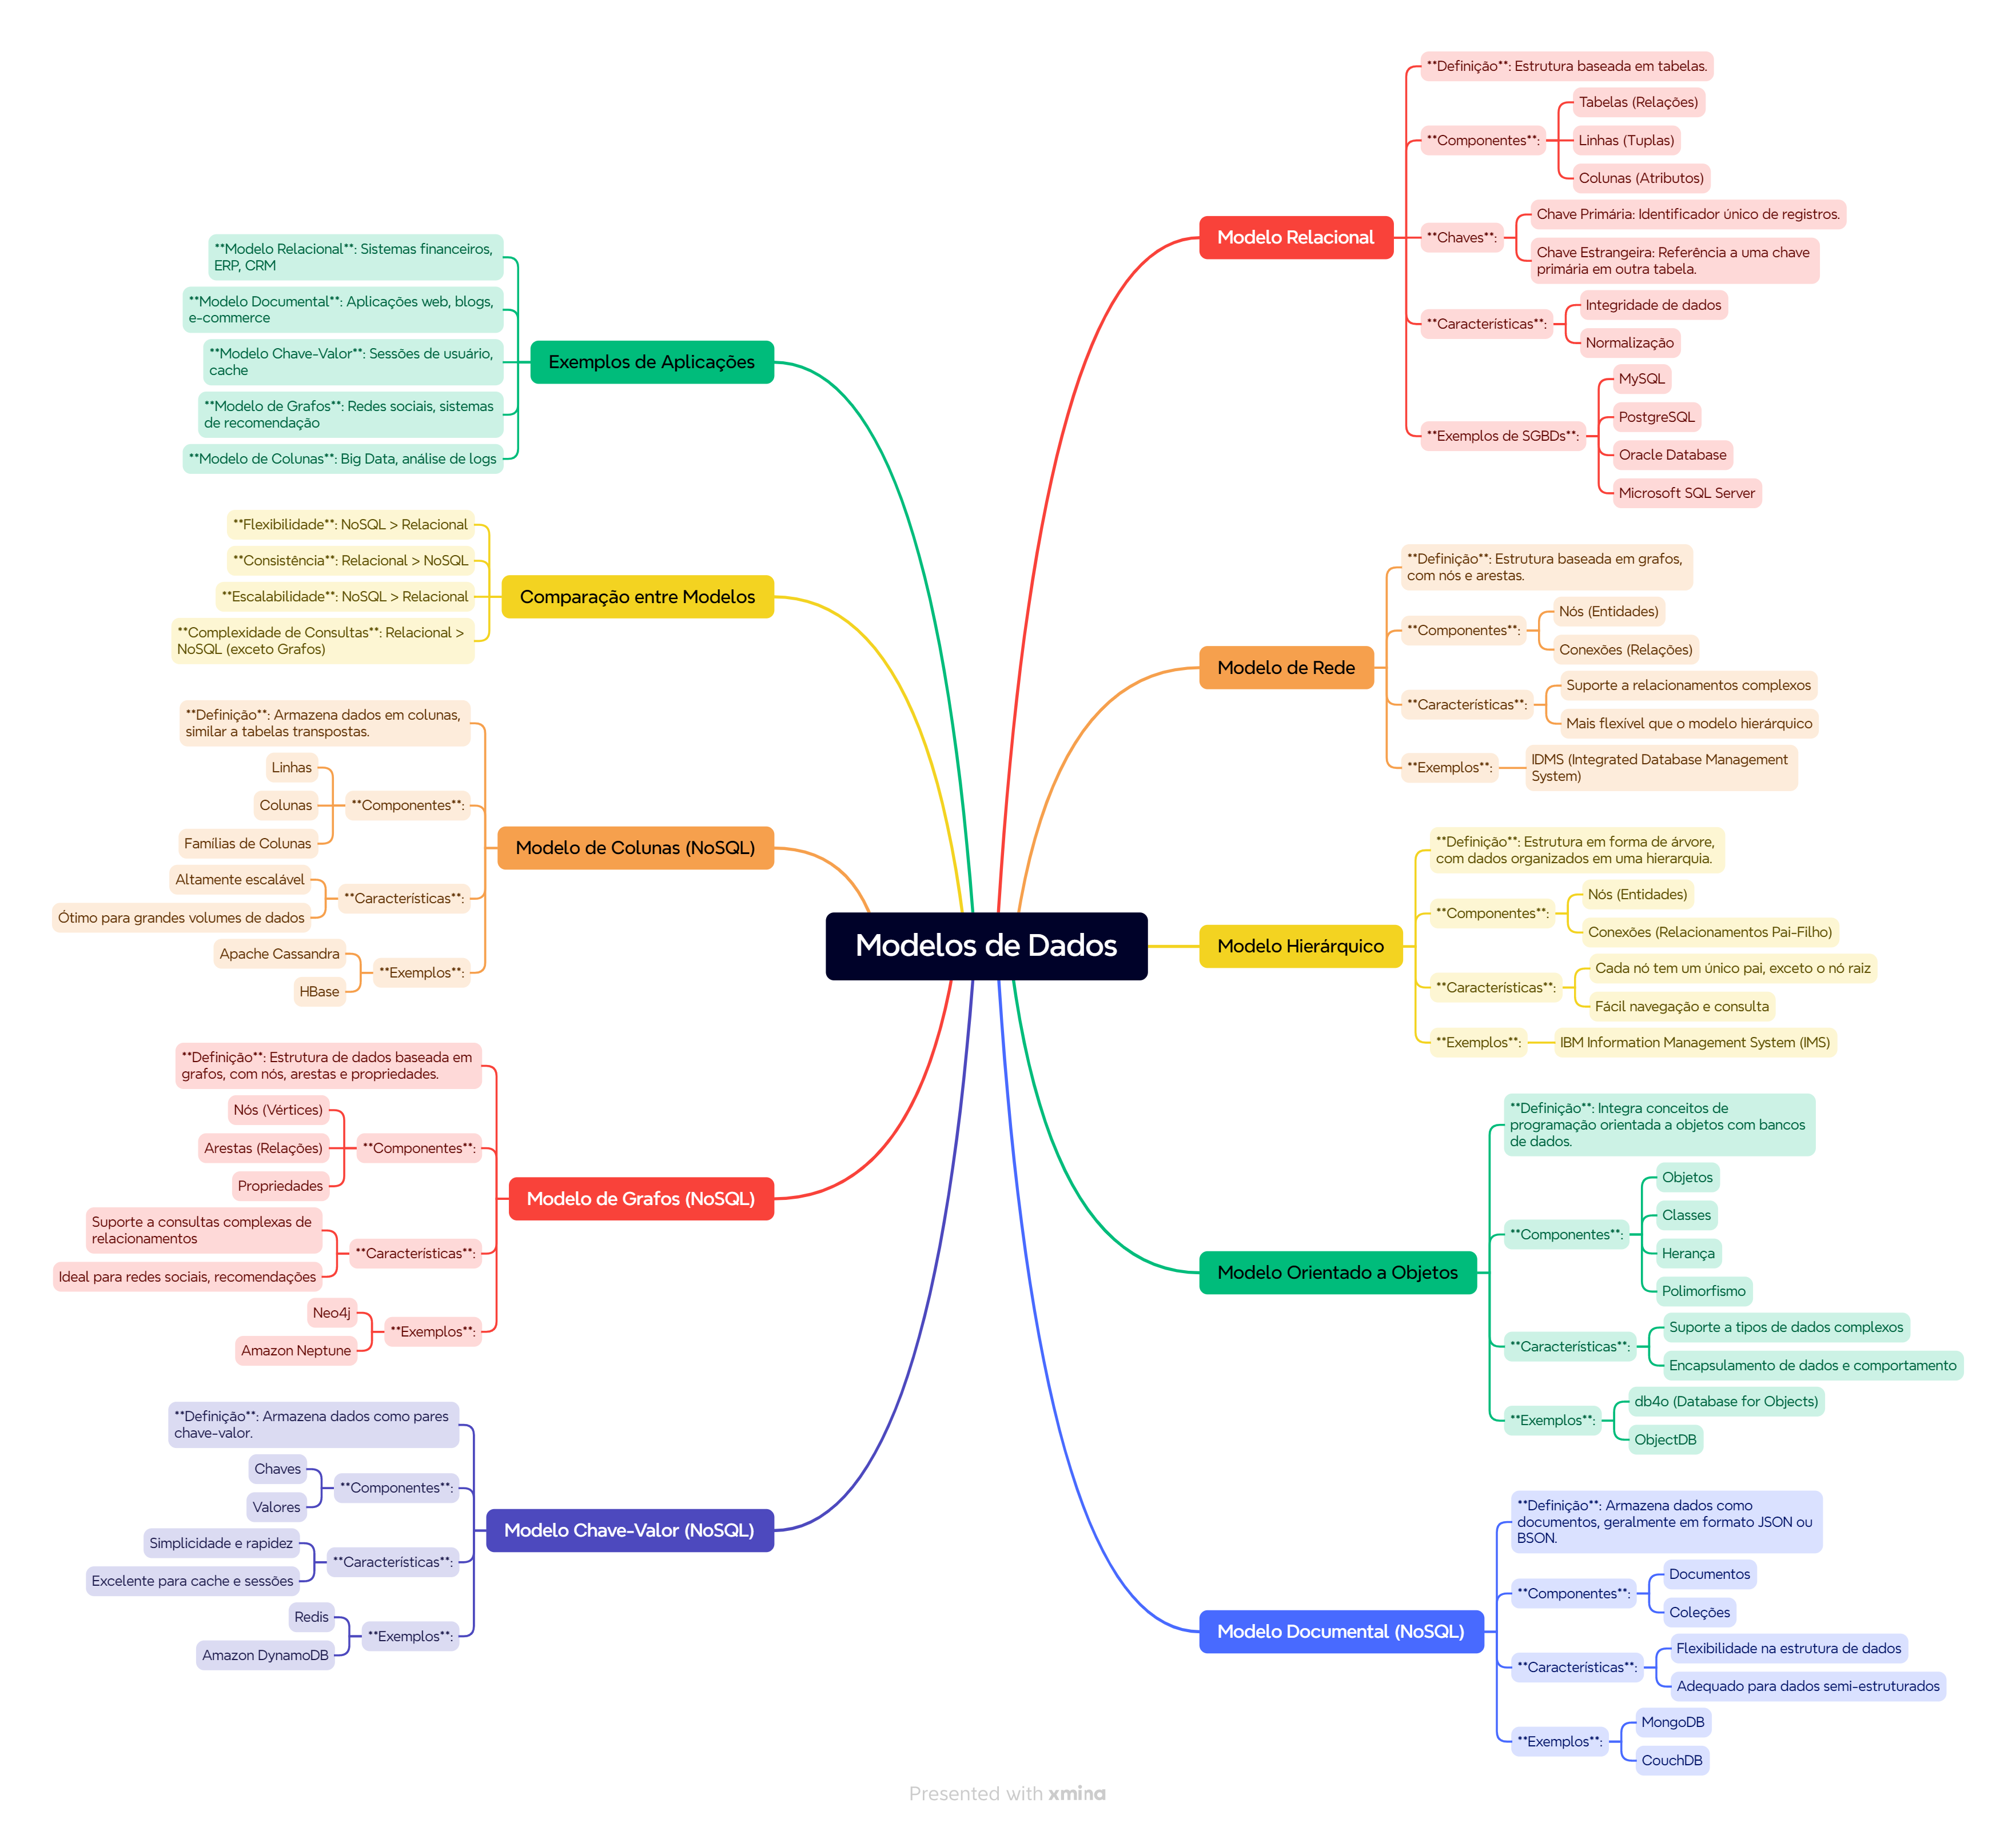 Modelos de Dados
Modelo Relacional
**Definição**: Estrutura baseada em tabelas.
**Componentes**:
Tabelas (Relações)
Linhas (Tuplas)
Colunas (Atributos)
**Chaves**:
Chave Primária: Identificador único de registros.
Chave Estrangeira: Referência a uma chave
primária em outra tabela.
**Características**:
Integridade de dados
Normalização
**Exemplos de SGBDs**:
MySQL
PostgreSQL
Oracle Database
Microsoft SQL Server
Modelo de Rede
**Definição**: Estrutura baseada em grafos,
com nós e arestas.
**Componentes**:
Nós (Entidades)
Conexões (Relações)
**Características**:
Suporte a relacionamentos complexos
Mais flexível que o modelo hierárquico
**Exemplos**:
IDMS (Integrated Database Management
System)
Modelo Hierárquico
**Definição**: Estrutura em forma de árvore,
com dados organizados em uma hierarquia.
**Componentes**:
Nós (Entidades)
Conexões (Relacionamentos Pai-Filho)
**Características**:
Cada nó tem um único pai, exceto o nó raiz
Fácil navegação e consulta
**Exemplos**:
IBM Information Management System (IMS)
Modelo Orientado a Objetos
**Definição**: Integra conceitos de
programação orientada a objetos com bancos
de dados.
**Componentes**:
Objetos
Classes
Herança
Polimorfismo
**Características**:
Suporte a tipos de dados complexos
Encapsulamento de dados e comportamento
**Exemplos**:
db4o (Database for Objects)
ObjectDB
Modelo Documental (NoSQL)
**Definição**: Armazena dados como
documentos, geralmente em formato JSON ou
BSON.
**Componentes**:
Documentos
Coleções
**Características**:
Flexibilidade na estrutura de dados
Adequado para dados semi-estruturados
**Exemplos**:
MongoDB
CouchDB
Exemplos de Aplicações
**Modelo Relacional**: Sistemas financeiros,
ERP, CRM
**Modelo Documental**: Aplicações web, blogs,
e-commerce
**Modelo Chave-Valor**: Sessões de usuário,
cache
**Modelo de Grafos**: Redes sociais, sistemas
de recomendação
**Modelo de Colunas**: Big Data, análise de logs
Comparação entre Modelos
**Flexibilidade**: NoSQL > Relacional
**Consistência**: Relacional > NoSQL
**Escalabilidade**: NoSQL > Relacional
**Complexidade de Consultas**: Relacional >
NoSQL (exceto Grafos)
Modelo de Colunas (NoSQL)
**Definição**: Armazena dados em colunas,
similar a tabelas transpostas.
**Componentes**:
Linhas
Colunas
Famílias de Colunas
**Características**:
Altamente escalável
Ótimo para grandes volumes de dados
**Exemplos**:
Apache Cassandra
HBase
Modelo de Grafos (NoSQL)
**Definição**: Estrutura de dados baseada em
grafos, com nós, arestas e propriedades.
**Componentes**:
Nós (Vértices)
Arestas (Relações)
Propriedades
**Características**:
Suporte a consultas complexas de
relacionamentos
Ideal para redes sociais, recomendações
**Exemplos**:
Neo4j
Amazon Neptune
Modelo Chave-Valor (NoSQL)
**Definição**: Armazena dados como pares
chave-valor.
**Componentes**:
Chaves
Valores
**Características**:
Simplicidade e rapidez
Excelente para cache e sessões
**Exemplos**:
Redis
Amazon DynamoDB
Presented with xmind